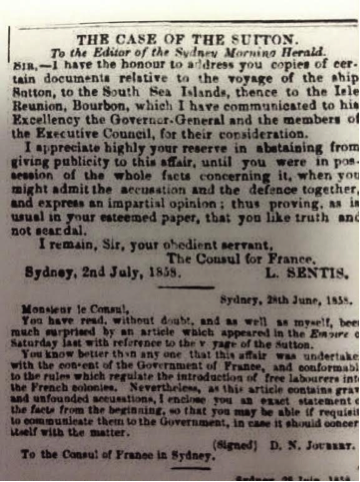 THE CASE OF THE SUTTON.
To the Editor of the Sydney Morning Herald.
SIR,—I have the honour to address you copies of cer-
tain documents relative to the voyage of the ship
Sutton, to the South Sea Islands, thence to the Isle
Reunion, Bourbon, which I have communicated to his
Excellency the Governor-General and the members of
the Executive Council, for their consideration.
I appreciate highly your reserve in abstaining from
giving publicity to this affair, until you were in pos-
session of the whole facts concerning it, when you
might admit the accusation and the defence together,
and express an impartial opinion; thus proving, as is
usual in your esteemed paper, that you like truth and
not scandal.
I remain, Sir, your obedient servant,
The Consul for France,
Sydney, 2nd July, 1858. L. SENTIS.
Sydney, 28th June, 1858.
Monsieur le Consul,
You have read, without doubt, and as well as myself, been
much surprised by an article which appeared in the Empire of
Saturday last with reference to the v yage of the Sutton.
You know better than any one that this affair was undertake
with the consent of the Government of France, and conformabl
to the rules which regulate the introduction of free labourers int
the French colonies. Nevertheless, as this article contains grav
and unfounded accusations, I enclose you an exact statement o
the facts from the beginning, so that you may be able if requisit
to communicate them to the Government, in case it should concer
itself with the matter.
(Signed) D. N. JOUBERT.
To the Consul of France in Sydney.
Sydney, 28 June, 1858